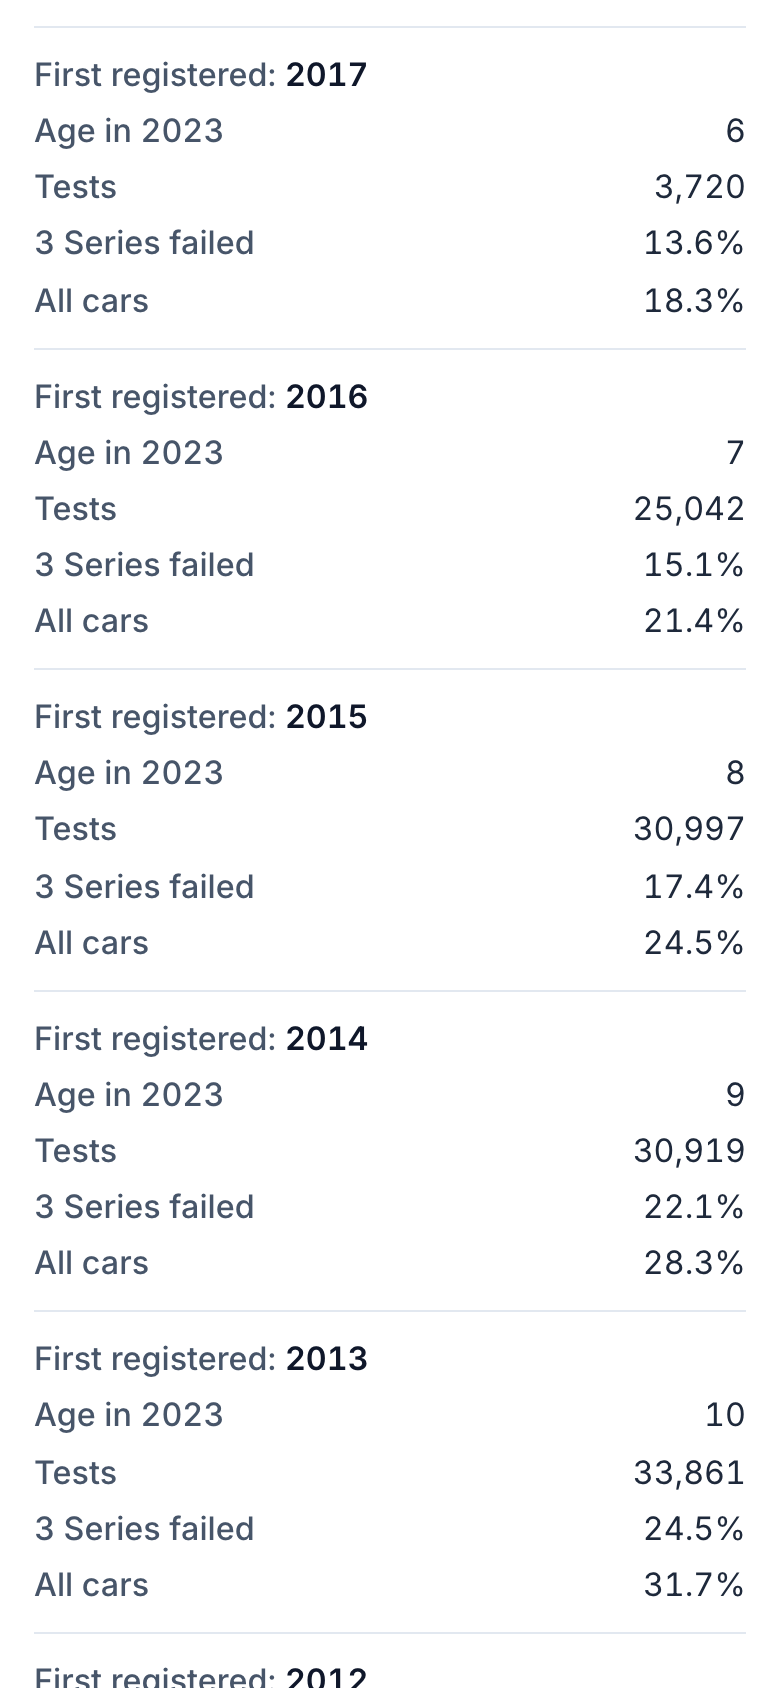 First registered: 2017
Age in 2023 6
Tests 3,720
3 Series failed 13.6%
All cars 18.3%
First registered: 2016
Age in 2023 7
Tests 25,042
3 Series failed 15.1%
All cars 21.4%
First registered: 2015
Age in 2023 8
Tests 30,997
3 Series failed 17.4%
All cars 24.5%
First registered: 2014
Age in 2023 9
Tests 30,919
3 Series failed 22.1%
All cars 28.3%
First registered: 2013
Age in 2023 10
Tests 33,861
3 Series failed 24.5%
All cars 31.7%
First registered: 2012